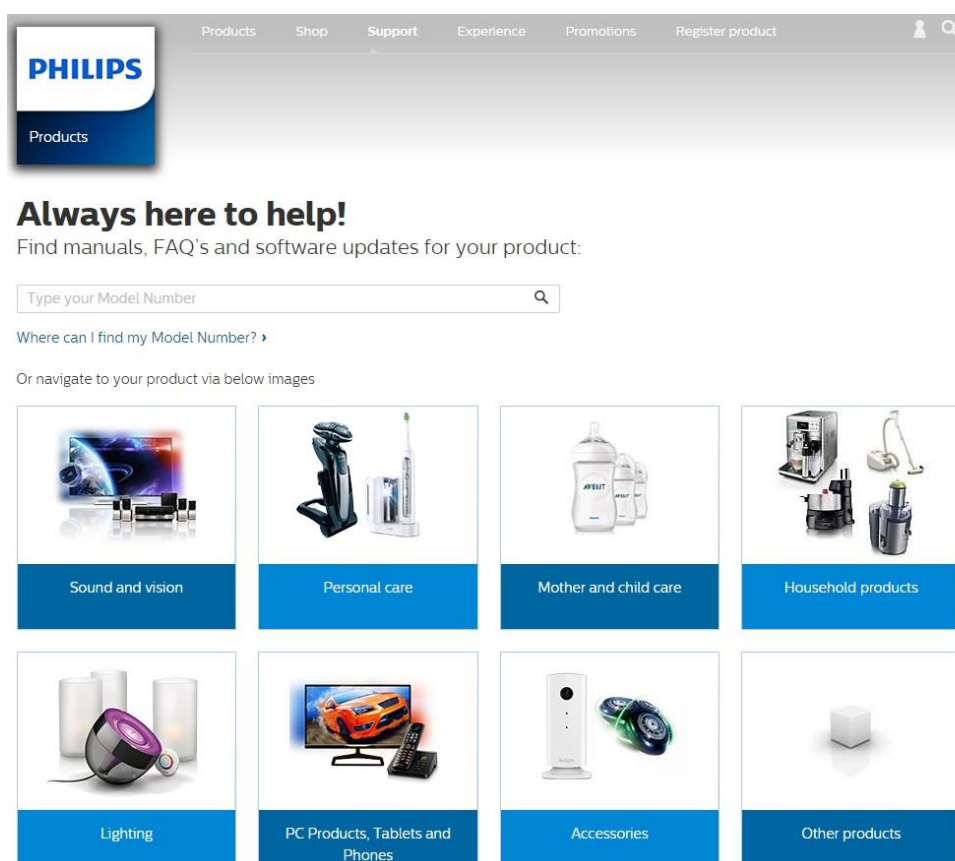 Products Shop Support Experience Promotions Register product
PHILIPS
Products
Always here to help!
Find manuals, FAQ's and software updates for your product:
Type your Model Number
Where can I find my Model Number? ›
Or navigate to your product via below images
AVENT
Sound and vision
Personal care
Mother and child care
Household products
Lighting
PC Products, Tablets and
Phones
Accessories
Other products